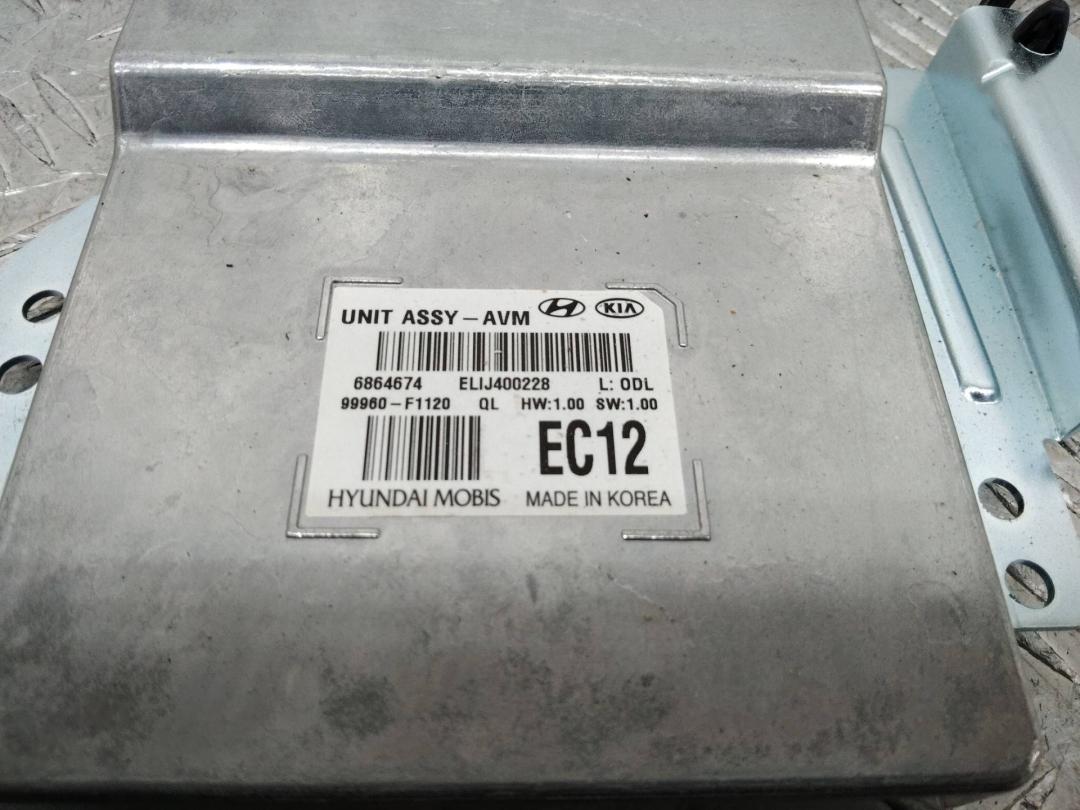 UNIT ASSY-AVM H KIA
6864674 ELIJ400228 L: ODL
99960-F1120 QL HW:1.00 SW:1.00
EC12
HYUNDAI MOBIS MADE IN KOREA